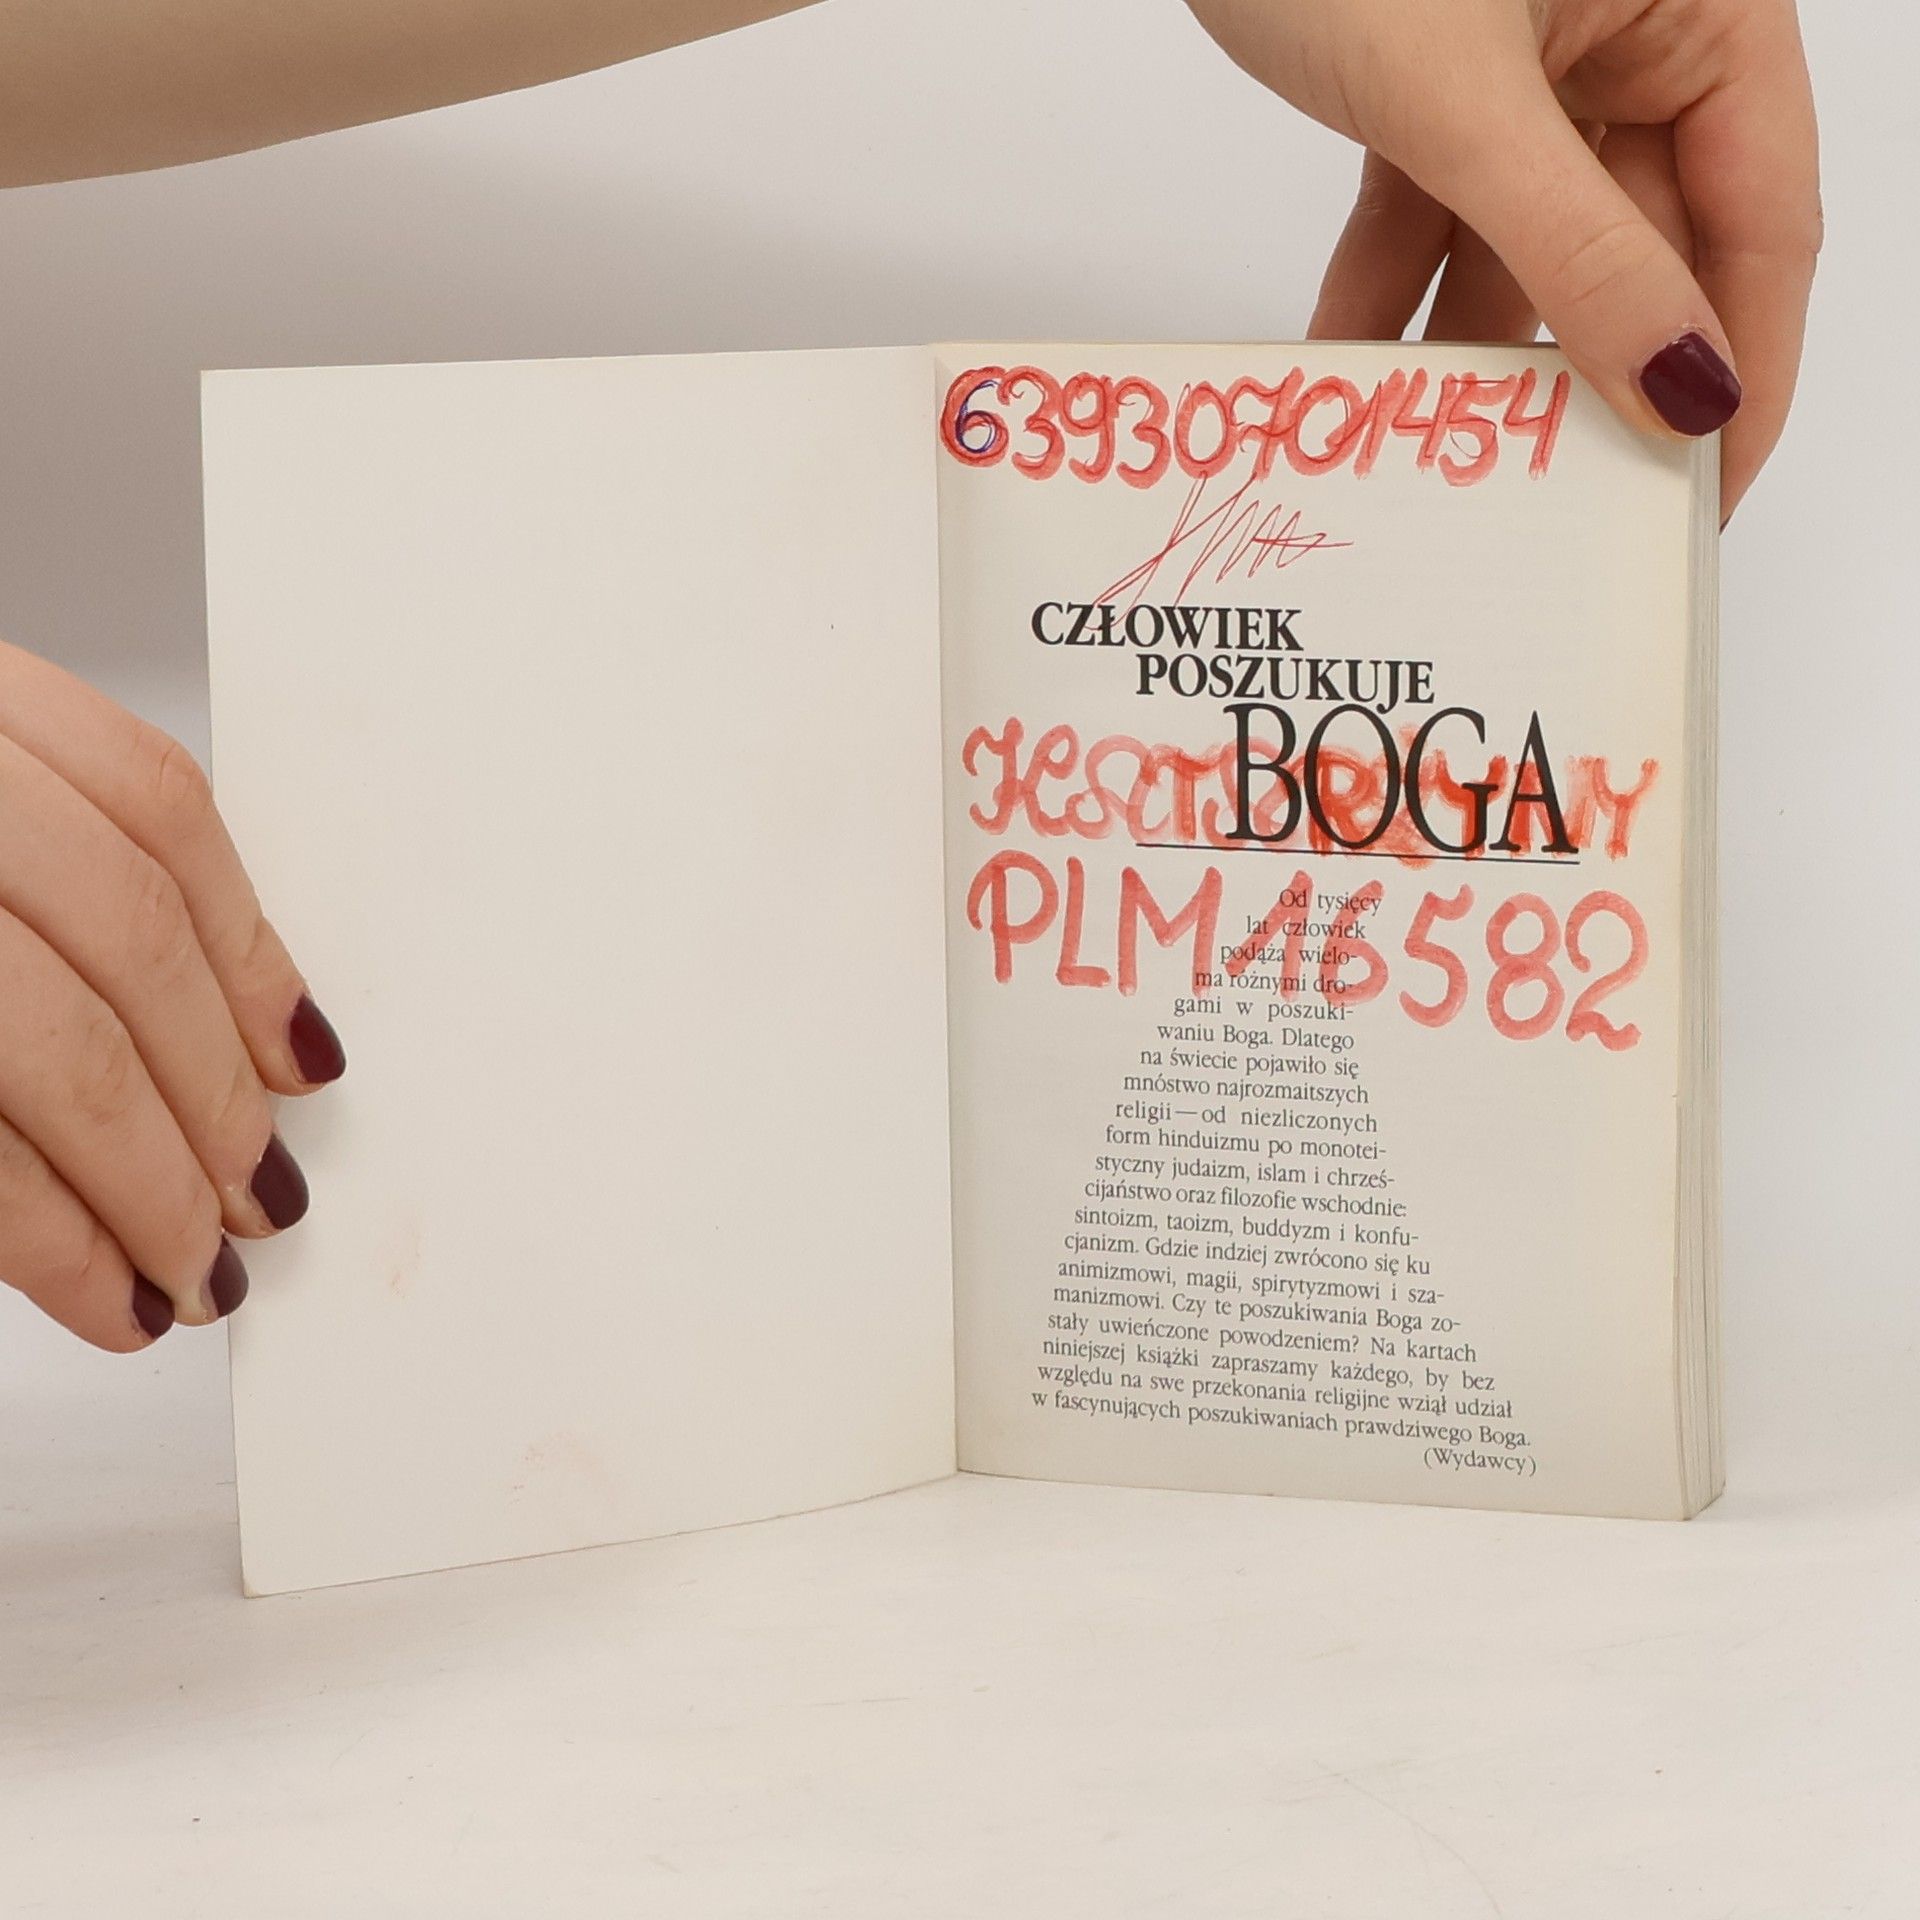 63930701454
CZŁOWIEK
POSZUKUJE
BOGA
PLM 16582
Od tysięcy
lat człowiek
podąża wielo-
ma różnymi dro-
gami w poszuki-
waniu Boga. Dlatego
na świecie pojawiło się
mnóstwo najrozmaitszych
religii—od niezliczonych
form hinduizmu po monotei-
styczny judaizm, islam i chrześ-
cijaństwo oraz filozofie wschodnie:
sintoizm, taoizm, buddyzm i konfu-
cjanizm. Gdzie indziej zwrócono się ku
animizmowi, magii, spirytyzmowi i sza-
manizmowi. Czy te poszukiwania Boga zo-
stały uwieńczone powodzeniem? Na kartach
niniejszej książki zapraszamy każdego, by bez
względu na swe przekonania religijne wziął udział
w fascynujących poszukiwaniach prawdziwego Boga.
(Wydawcy)